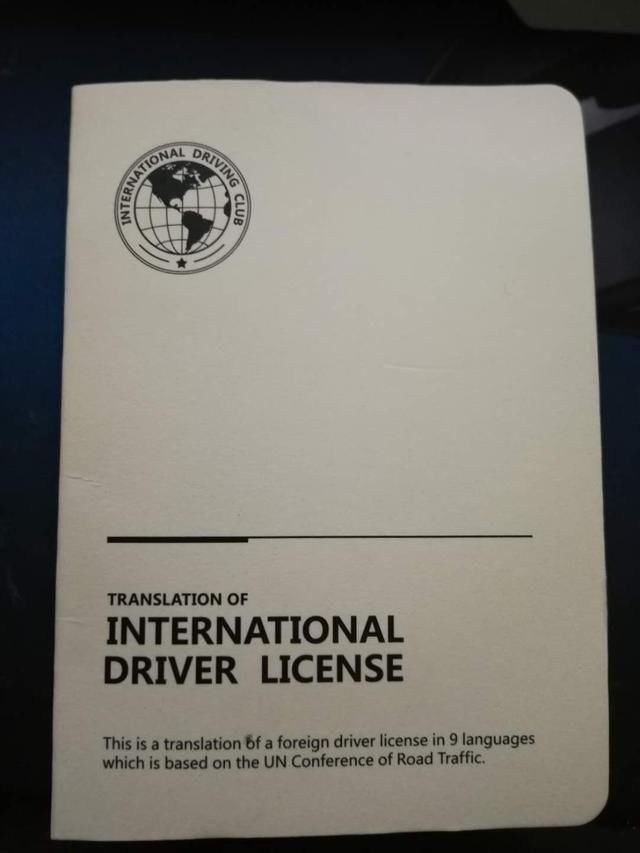 INTERNATIONAL DRIVING CLUB
TRANSLATION OF
INTERNATIONAL
DRIVER LICENSE
This is a translation of a foreign driver license in 9 languages
which is based on the UN Conference of Road Traffic.